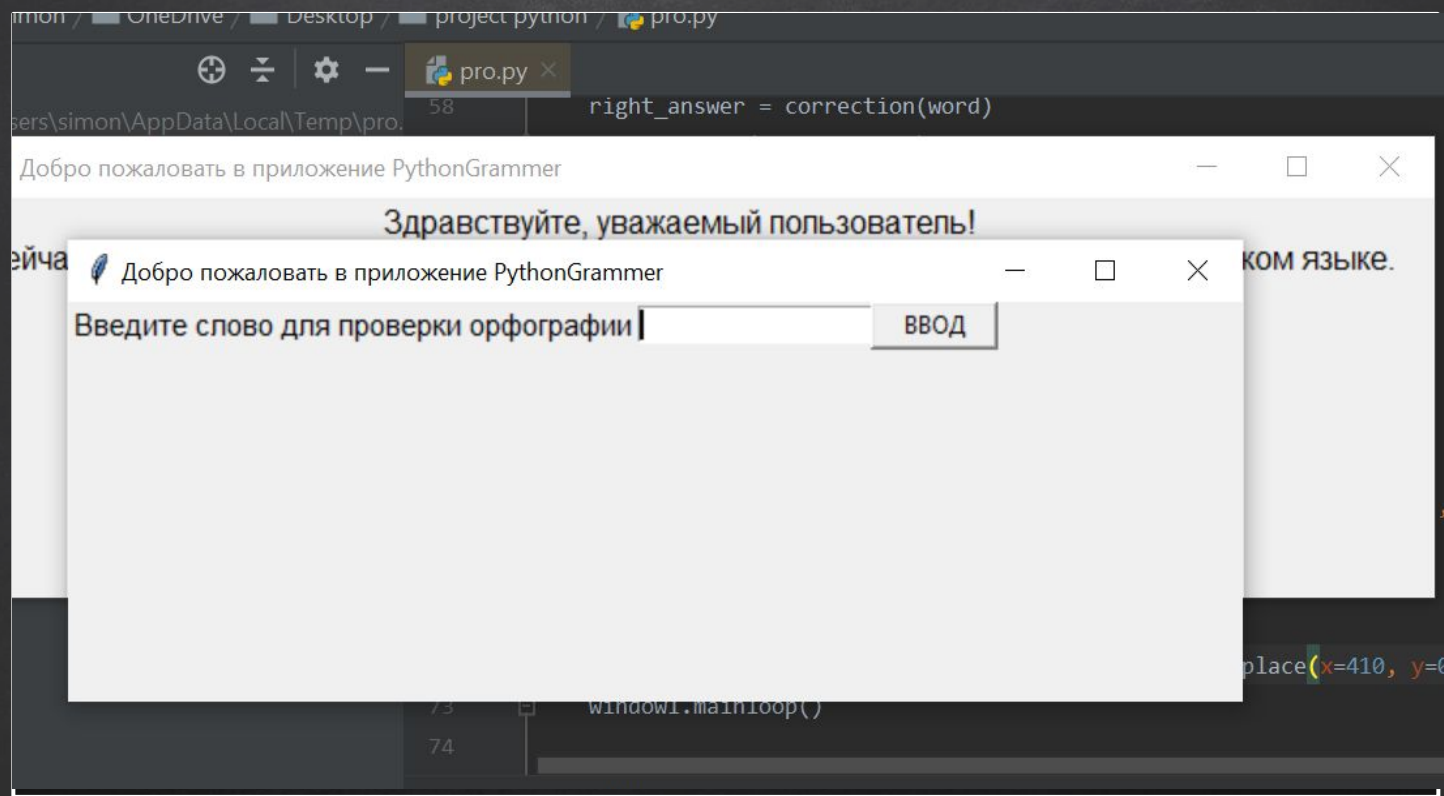 OneDrive / Desktop / project python / pro.py
pro.py
58 right_answer = correction(word)
sers\simon\AppData\Local\Temp\pro.
Добро пожаловать в приложение PythonGrammer
Здравствуйте, уважаемый пользователь!
ком языке.
Добро пожаловать в приложение PythonGrammer
Введите слово для проверки орфографии ВВОД
place(x=410, y=0
73 window1.mainloop()
74